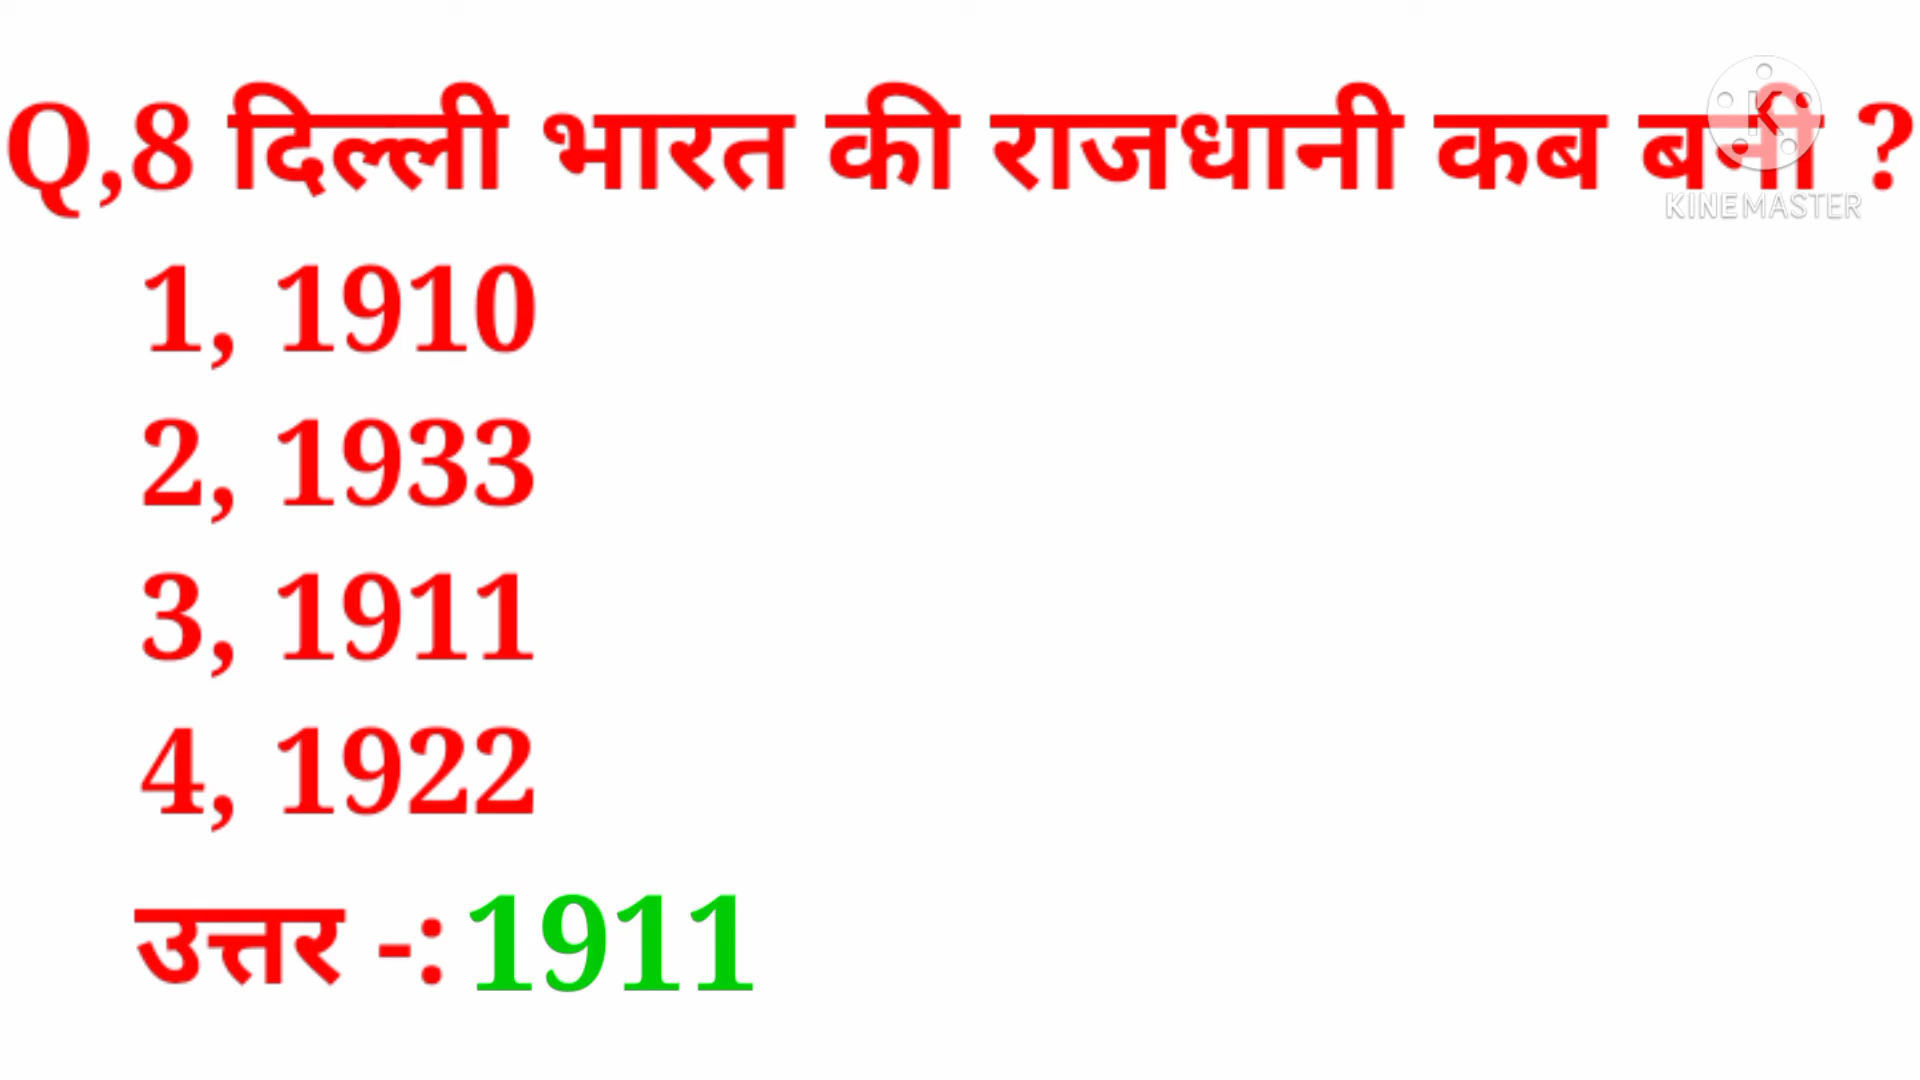 Q,8 दिल्ली भारत की राजधानी कब बनी ?
KINEMASTER
1, 1910
2, 1933
3, 1911
4, 1922
उत्तर -: 1911